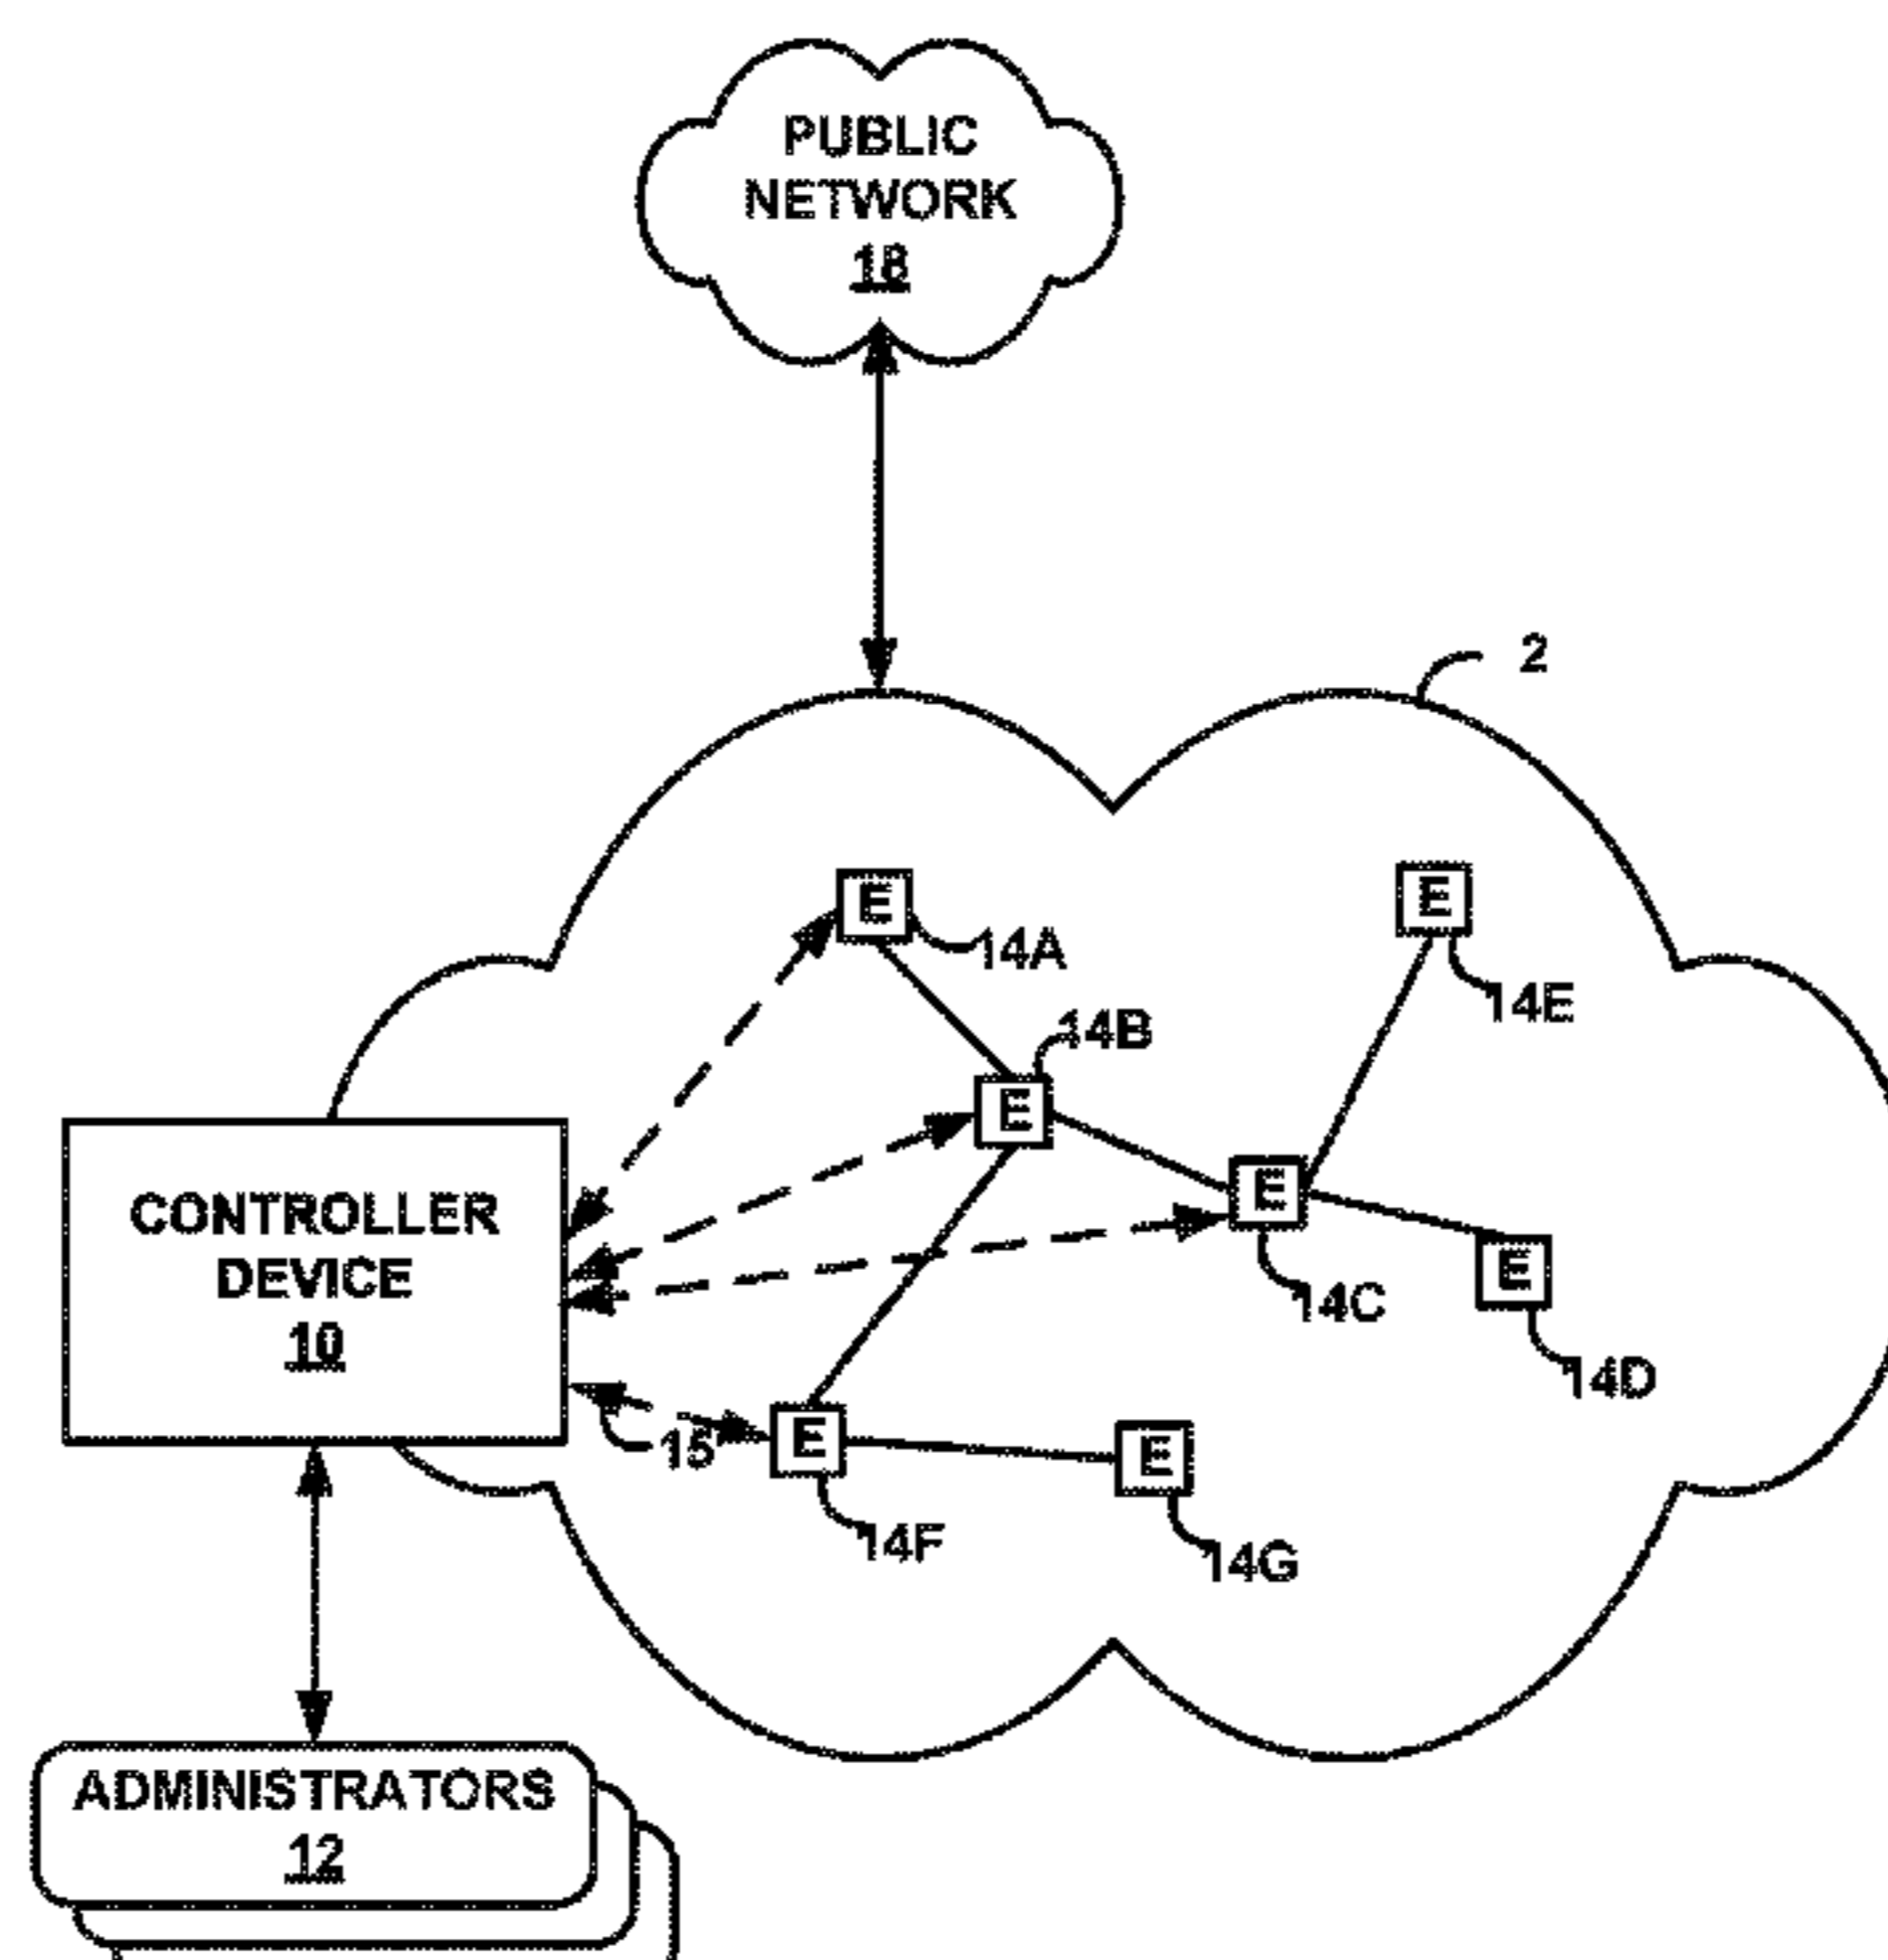 PUBLIC
NETWORK
18
2
E
14A
E
14E
14B
E
E
14C
E
14D
CONTROLLER
DEVICE
10
15
E
14F
E
14G
ADMINISTRATORS
12